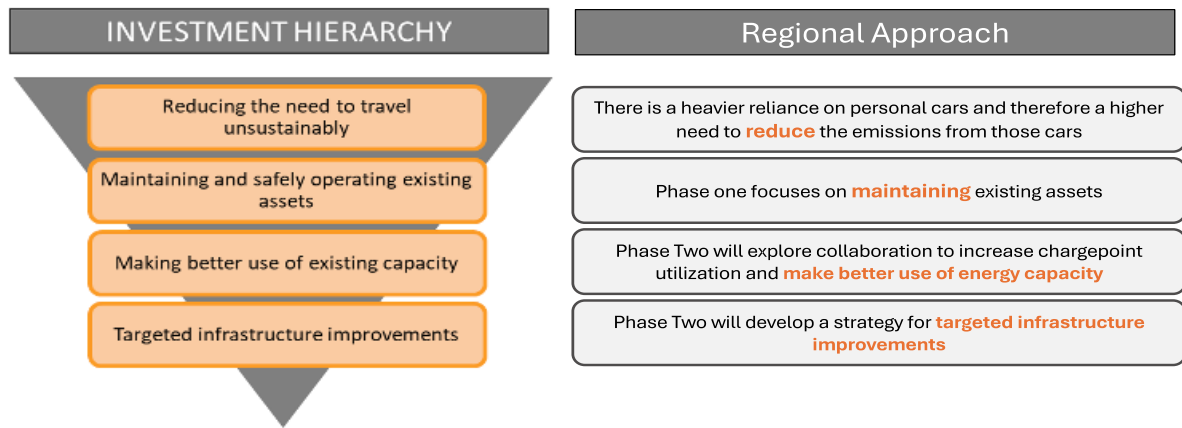 INVESTMENT HIERARCHY
Reducing the need to travel
unsustainably
Maintaining and safely operating existing
assets
Making better use of existing capacity
Targeted infrastructure improvements
Regional Approach
There is a heavier reliance on personal cars and therefore a higher
need to reduce the emissions from those cars
Phase one focuses on maintaining existing assets
Phase Two will explore collaboration to increase chargepoint
utilization and make better use of energy capacity
Phase Two will develop a strategy for targeted infrastructure
improvements